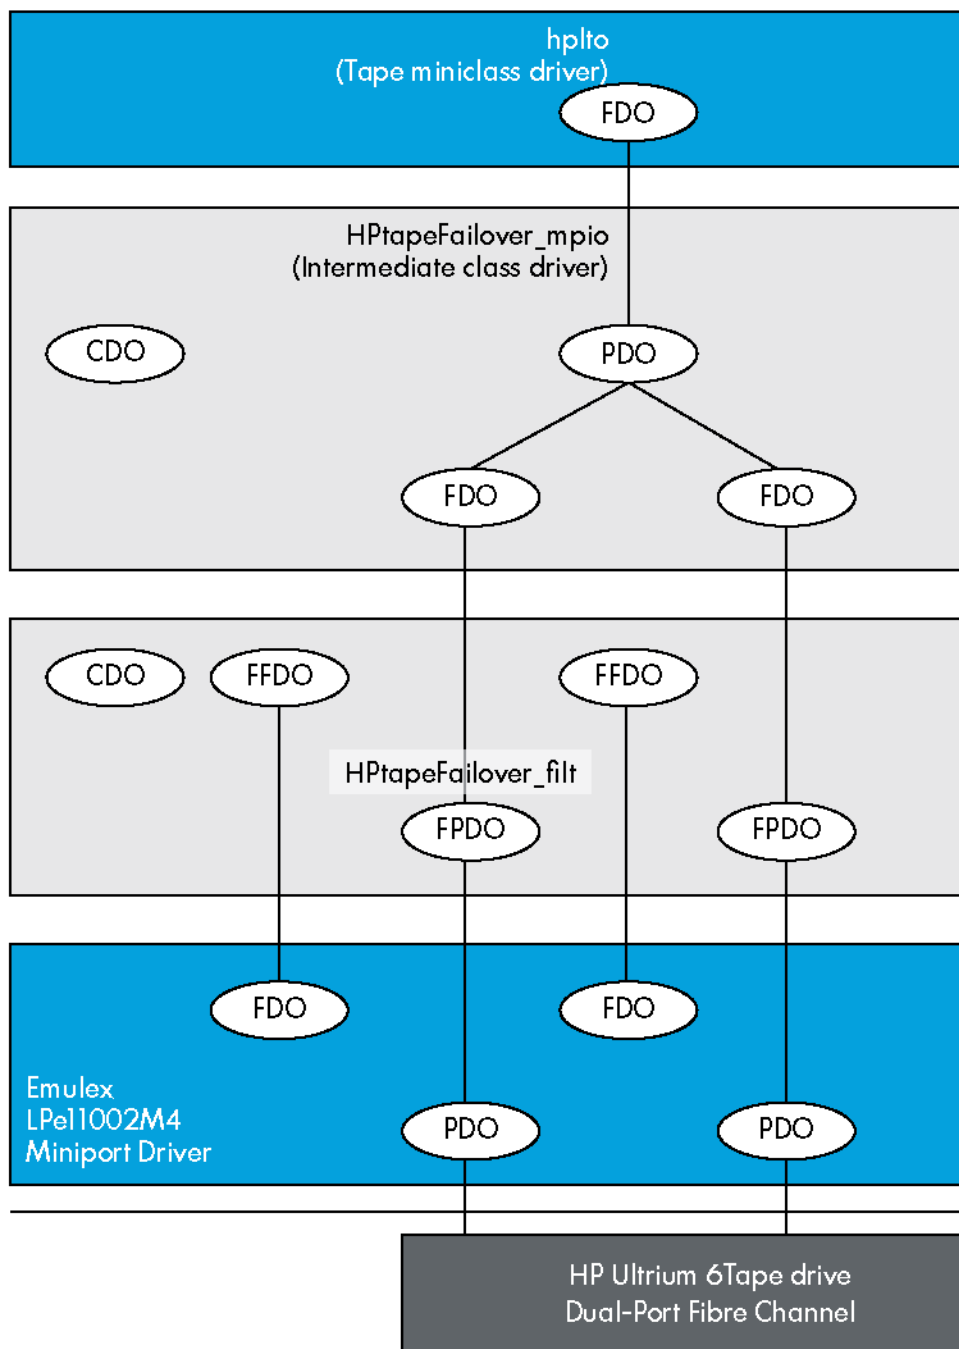 hplto
(Tape miniclass driver)
FDO
HPtapeFailover_mpio
(Intermediate class driver)
CDO
PDO
FDO
FDO
CDO
FFDO
FFDO
HPtapeFailover_filt
FPDO
FPDO
FDO
FDO
Emulex
LPe11002M4
Miniport Driver
PDO
PDO
HP Ultrium 6Tape drive
Dual-Port Fibre Channel